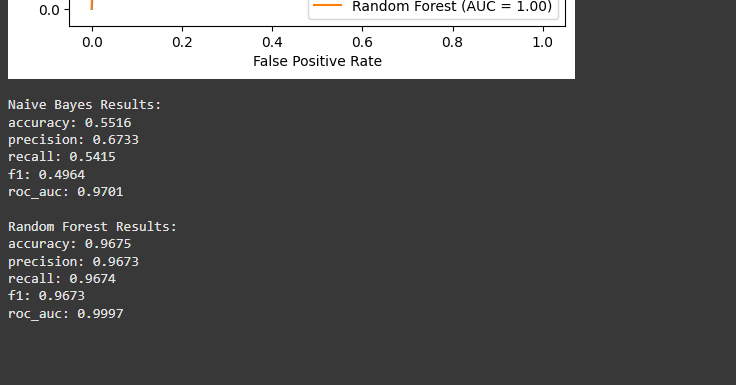 0.0
Random Forest (AUC = 1.00)
0.0 0.2 0.4 0.6 0.8 1.0
False Positive Rate
Naive Bayes Results:
accuracy: 0.5516
precision: 0.6733
recall: 0.5415
f1: 0.4964
roc_auc: 0.9701
Random Forest Results:
accuracy: 0.9675
precision: 0.9673
recall: 0.9674
f1: 0.9673
roc_auc: 0.9997